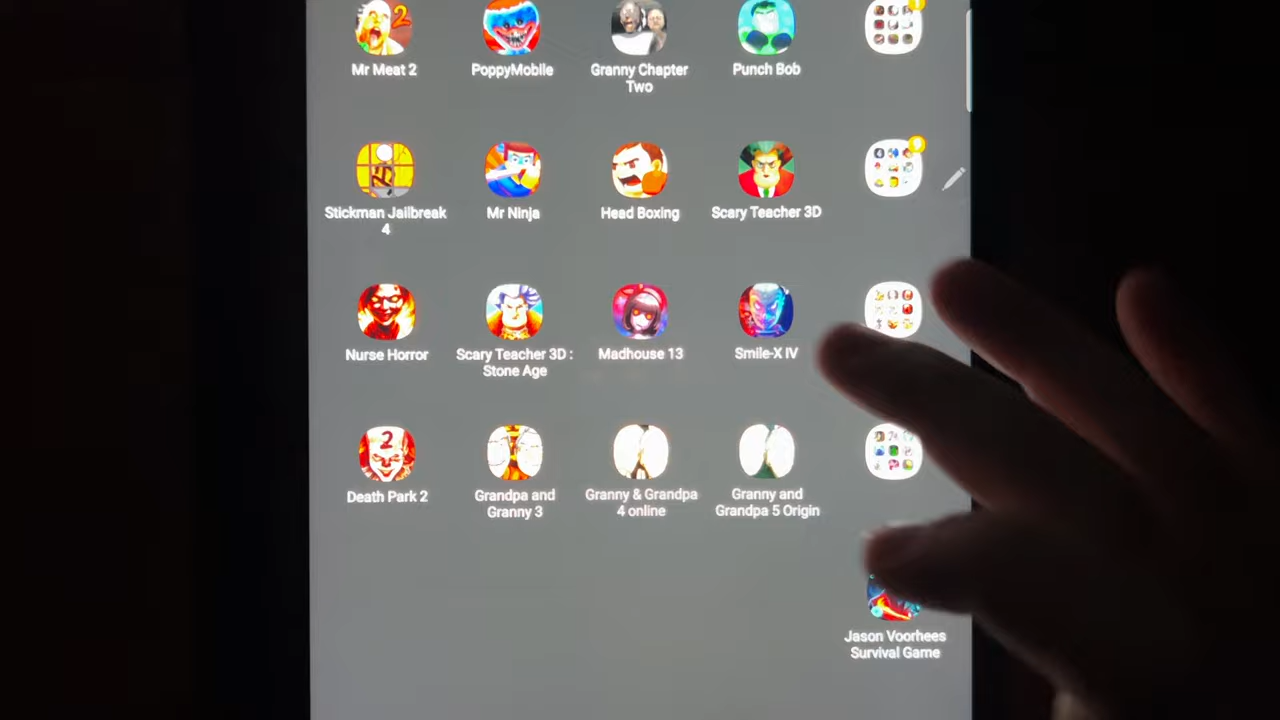 2
Mr Meat 2
PoppyMobile
Granny Chapter
Two
Punch Bob
Stickman Jailbreak
4
Mr Ninja
Head Boxing
Scary Teacher 3D
Nurse Horror
Scary Teacher 3D :
Stone Age
Madhouse 13
Smile-X IV
2
Death Park 2
Grandpa and
Granny 3
Granny & Grandpa
4 online
Granny and
Grandpa 5 Origin
Jason Voorhees
Survival Game